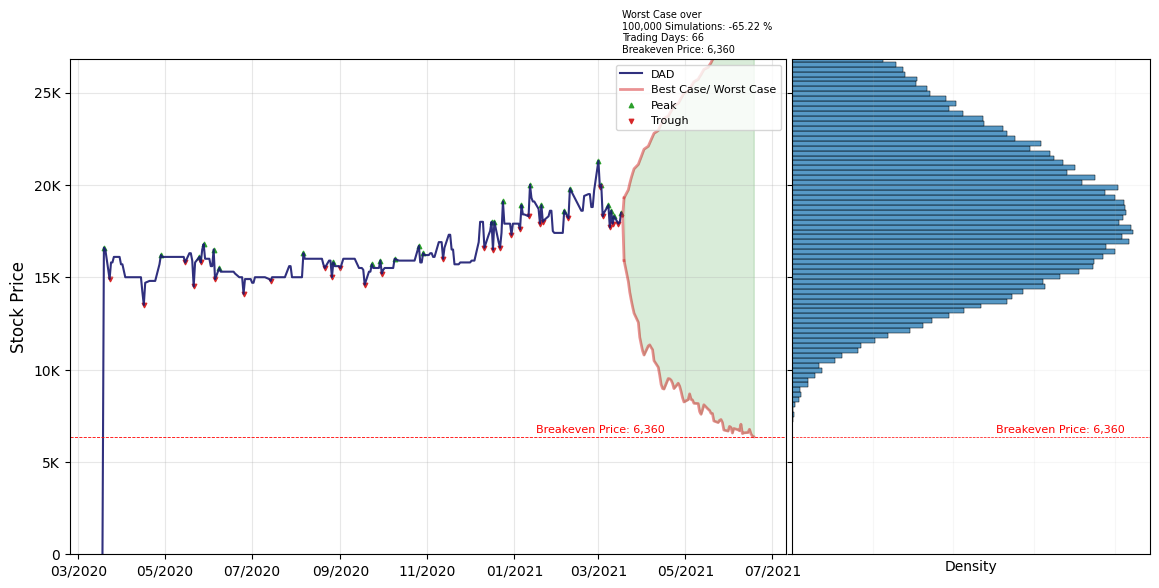 Worst Case over
100,000 Simulations: -65.22 %
Trading Days: 66
Breakeven Price: 6,360
DAD
Best Case/ Worst Case
Peak
Trough
Stock Price
25K
20K
15K
10K
5K
0
Breakeven Price: 6,360
Breakeven Price: 6,360
03/2020
05/2020
07/2020
09/2020
11/2020
01/2021
03/2021
05/2021
07/2021
Density